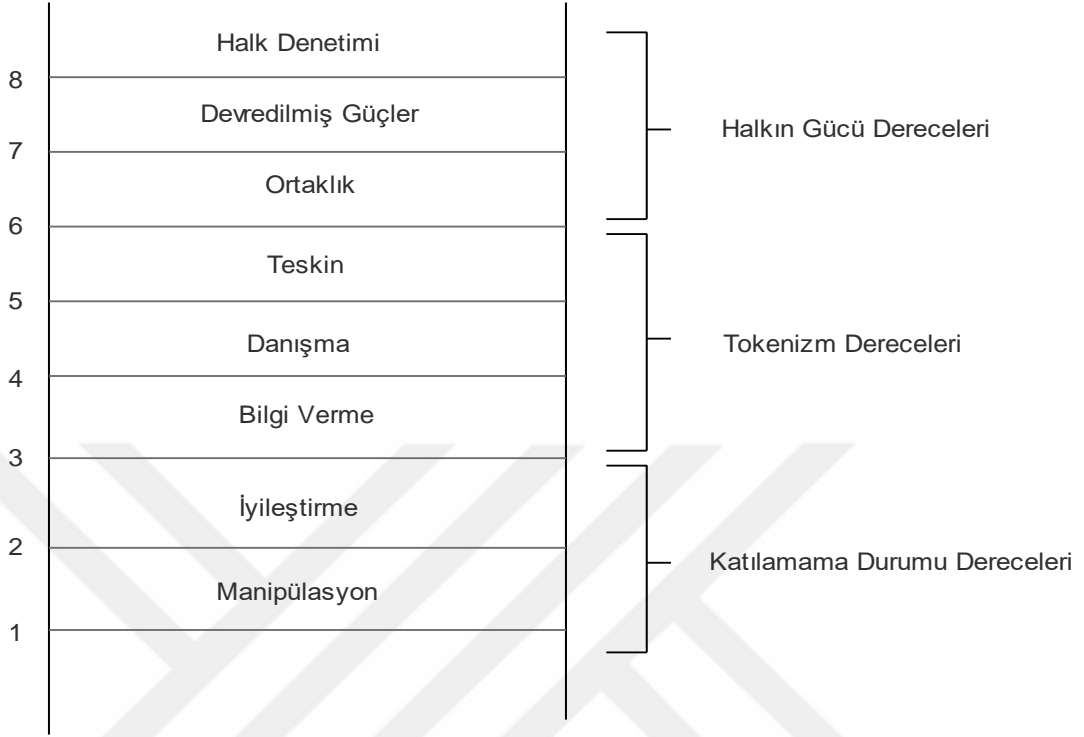 Halk Denetimi
8
Devredilmiş Güçler
Halkın Gücü Dereceleri
7
Ortaklık
6
Teskin
5
Danışma
Tokenizm Dereceleri
4
Bilgi Verme
3
İyileştirme
2
Katılamama Durumu Dereceleri
Manipülasyon
1